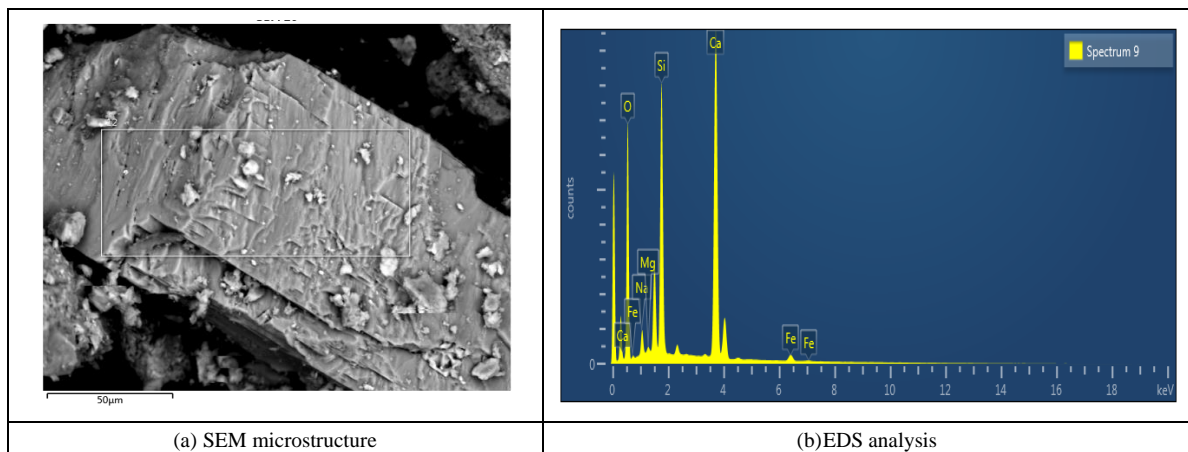 50µm
Ca
Si
Spectrum 9
O
Mg
Na
Fe
Ca
Fe
Fe
counts
0
0 2 4 6 8 10 12 14 16 18 keV
(a) SEM microstructure
(b)EDS analysis